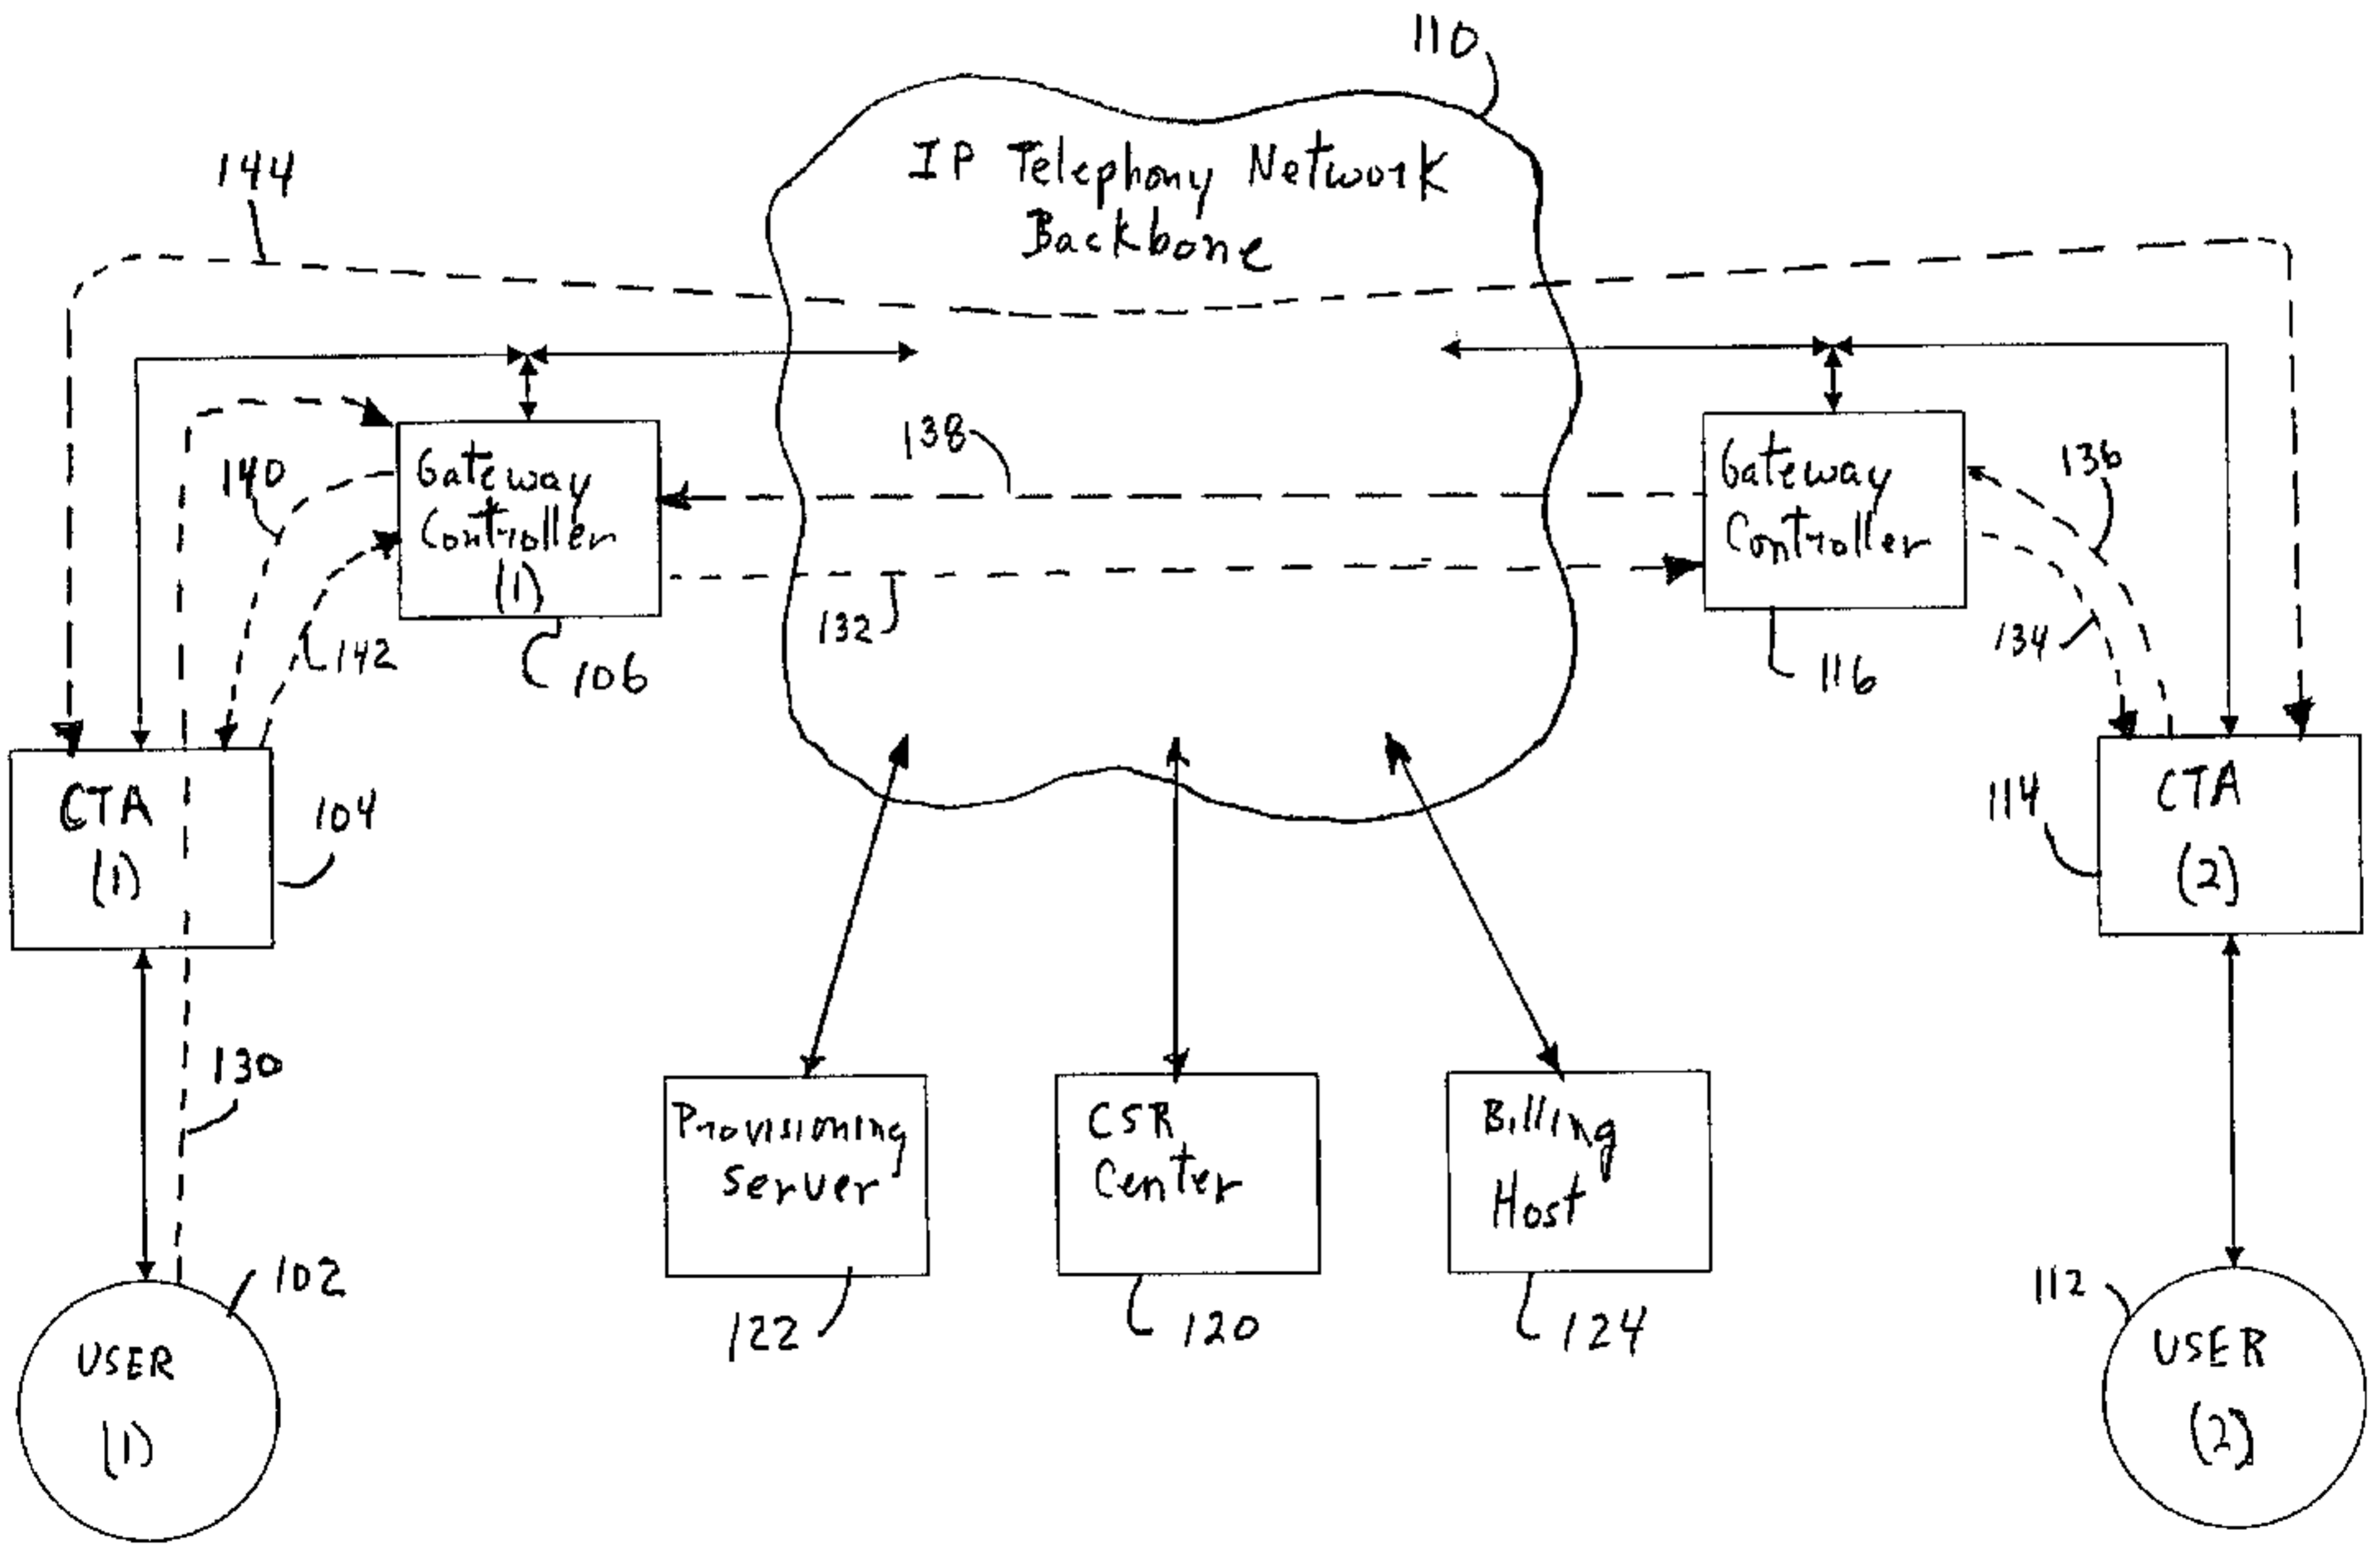 110
IP Telephony Network
Backbone
144
138
136
140
Gateway
Controller
(1)
Gateway
Controller
132
134
142
106
116
CTA
(1)
104
CTA
(2)
114
130
Provisioning
Server
CSR
Center
Billing
Host
102
112
122
120
124
USER
(1)
USER
(2)